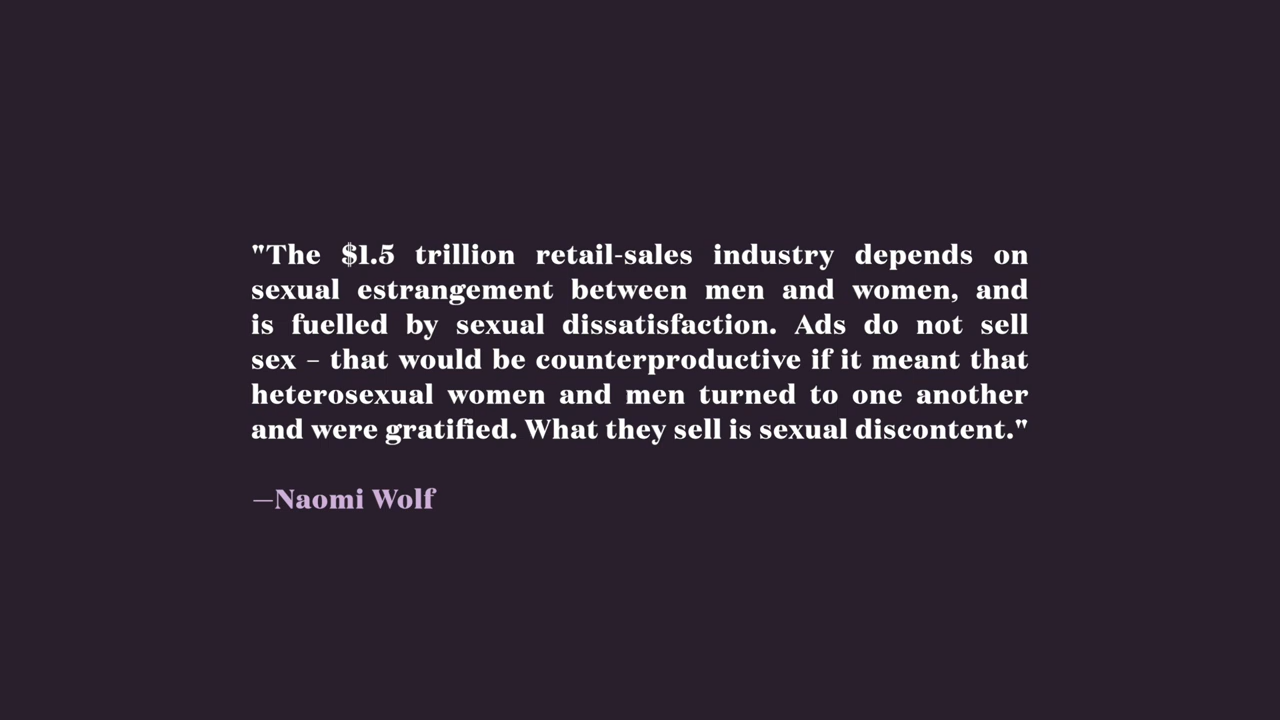 "The $1.5 trillion retail-sales industry depends on
sexual estrangement between men and women, and
is fuelled by sexual dissatisfaction. Ads do not sell
sex – that would be counterproductive if it meant that
heterosexual women and men turned to one another
and were gratified. What they sell is sexual discontent."
—Naomi Wolf